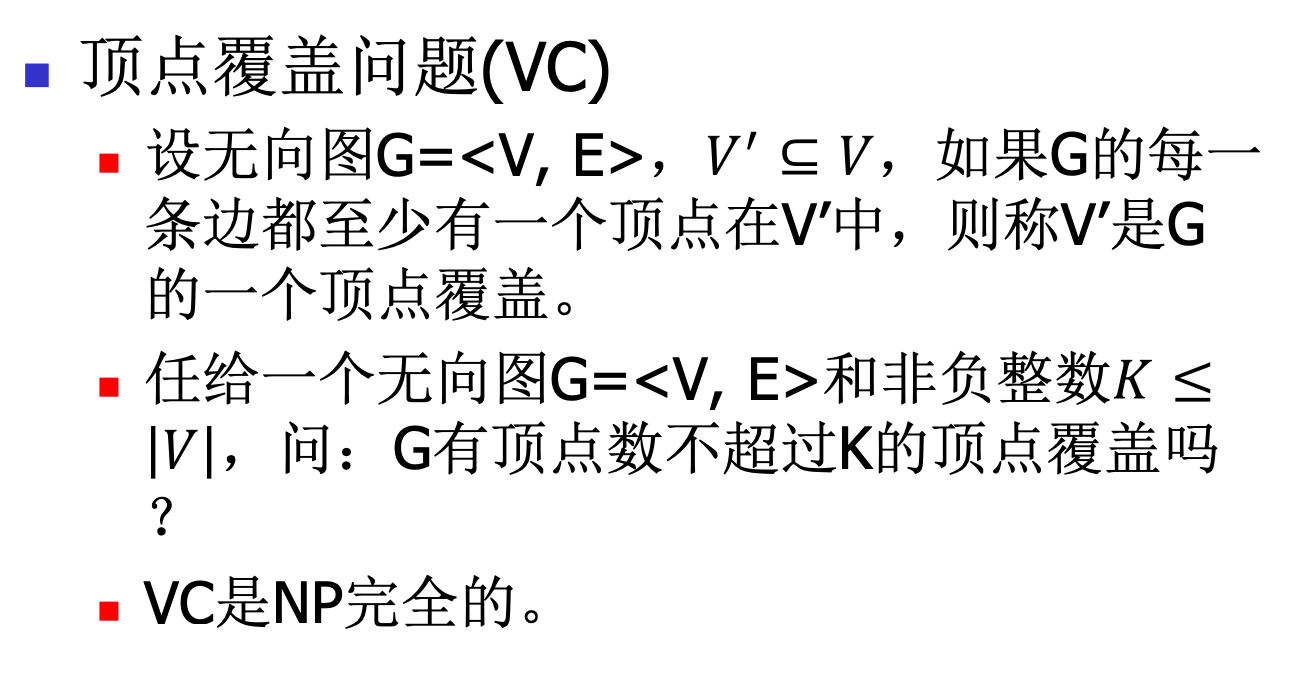 顶点覆盖问题(VC)
设无向图G=<V, E>，V′ ⊆ V，如果G的每一
条边都至少有一个顶点在V’中，则称V’是G
的一个顶点覆盖。
任给一个无向图G=<V, E>和非负整数K ≤
|V|，问：G有顶点数不超过K的顶点覆盖吗
？
VC是NP完全的。